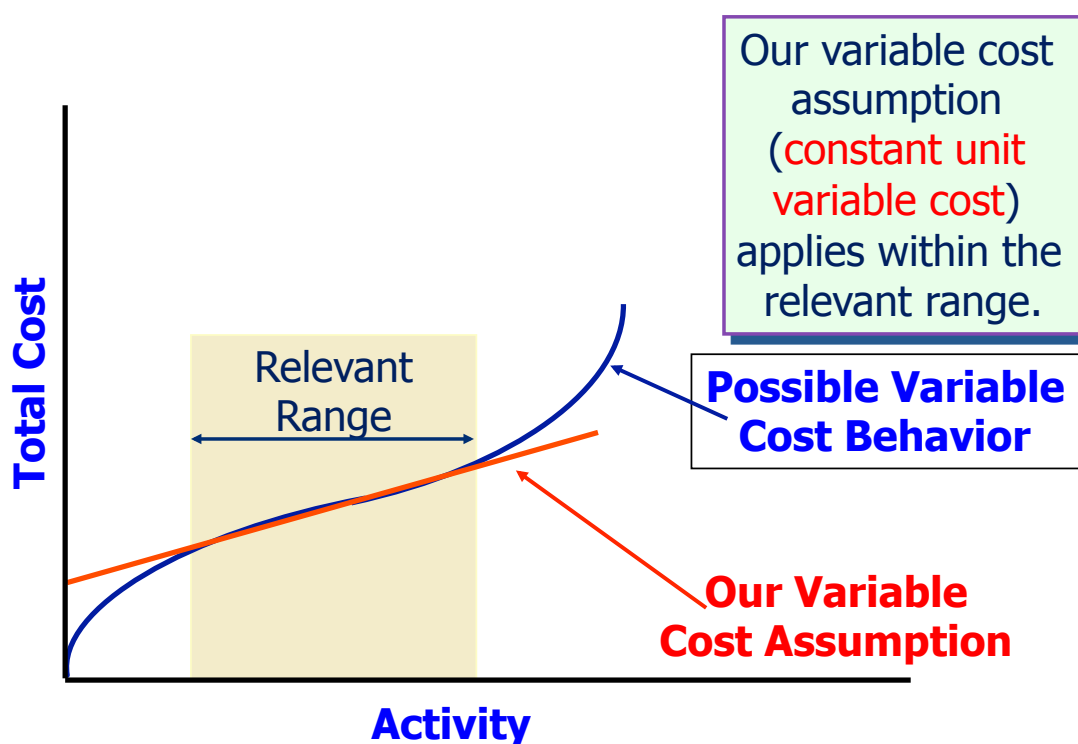 Our variable cost
assumption
(constant unit
variable cost)
applies within the
relevant range.
Total Cost
Relevant
Range
Possible Variable
Cost Behavior
Our Variable
Cost Assumption
Activity